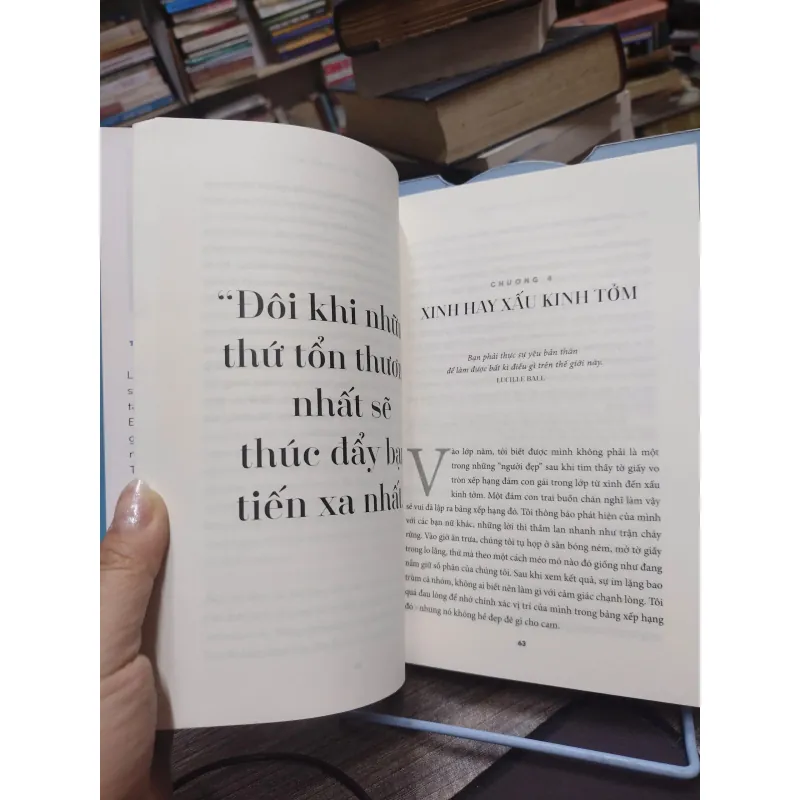 “Đôi khi nhữ
thứ tổn thươ
nhất sẽ
thúc đẩy bạ
tiến xa nhất
CHƯƠNG 4
XINH HAY XẤU KINH TỞM
Bạn phải thực sự yêu bản thân
để làm được bất kì điều gì trên thế giới này.
LUCILLE BALL
Vào lớp năm, tôi biết được mình không phải là một
trong những “người đẹp” sau khi tìm thấy tờ giấy vo
tròn xếp hạng đám con gái trong lớp từ xinh đến xấu
kinh tởm. Một đám con trai buồn chán nghĩ làm vậy
sẽ vui đã lập ra bảng xếp hạng đó. Tôi thông báo phát hiện của mình
với các bạn nữ khác, những lời thì thầm lan nhanh như trận cháy
rừng. Vào giờ ăn trưa, chúng tôi tụ họp ở sân bóng ném, mở tờ giấy
trong lo lắng, thứ mà theo một cách méo mó nào đó giống như đang
nắm giữ số phận của chúng tôi. Sau khi xem kết quả, sự im lặng bao
trùm cả nhóm, không ai biết nên làm gì với cảm giác chạnh lòng. Tôi
quá đau lòng để nhớ chính xác vị trí của mình trong bảng xếp hạng
đó - nhưng nó không hề đẹp đẽ gì cho cam.